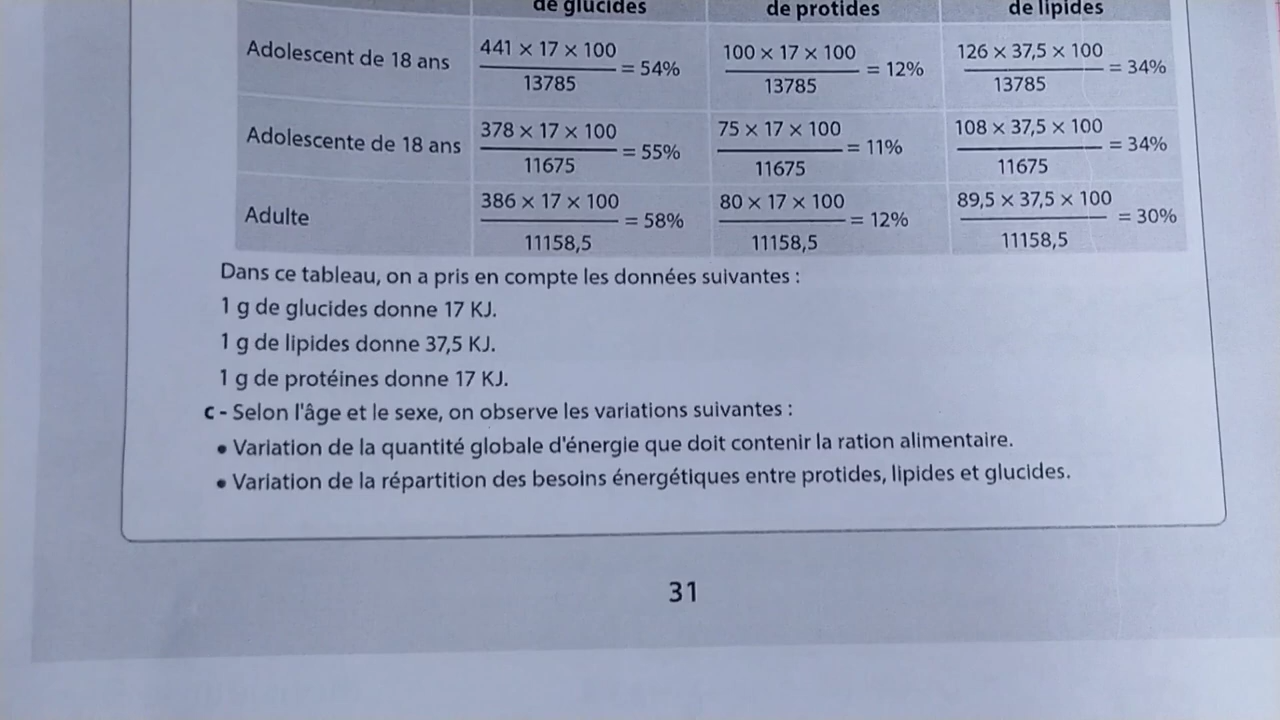 de glucides de protides de lipides
Adolescent de 18 ans 441 × 17 × 100 / 13785 = 54% 100 × 17 × 100 / 13785 = 12% 126 × 37,5 × 100 / 13785 = 34%
Adolescente de 18 ans 378 × 17 × 100 / 11675 = 55% 75 × 17 × 100 / 11675 = 11% 108 × 37,5 × 100 / 11675 = 34%
Adulte 386 × 17 × 100 / 11158,5 = 58% 80 × 17 × 100 / 11158,5 = 12% 89,5 × 37,5 × 100 / 11158,5 = 30%
Dans ce tableau, on a pris en compte les données suivantes :
1 g de glucides donne 17 KJ.
1 g de lipides donne 37,5 KJ.
1 g de protéines donne 17 KJ.
c - Selon l'âge et le sexe, on observe les variations suivantes :
• Variation de la quantité globale d'énergie que doit contenir la ration alimentaire.
• Variation de la répartition des besoins énergétiques entre protides, lipides et glucides.
31